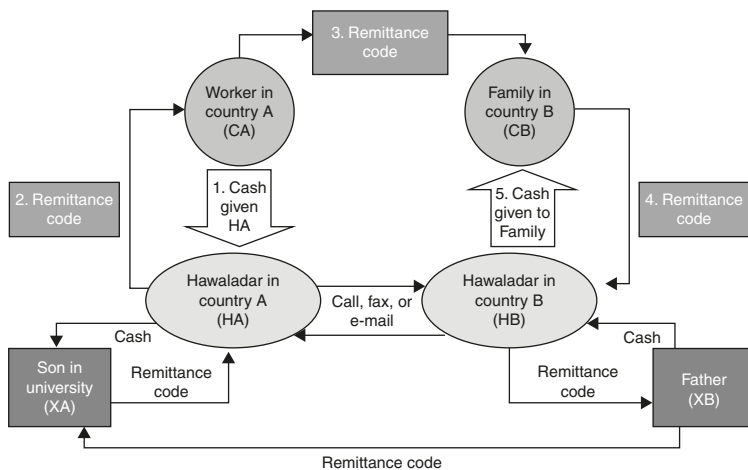 3. Remittance
code
Worker in
country A
(CA)
Family in
country B
(CB)
2. Remittance
code
1. Cash
given
HA
5. Cash
given to
Family
4. Remittance
code
Hawaladar in
country A
(HA)
Call, fax, or
e-mail
Hawaladar in
country B
(HB)
Cash
Cash
Son in
university
(XA)
Remittance
code
Remittance
code
Father
(XB)
Remittance code